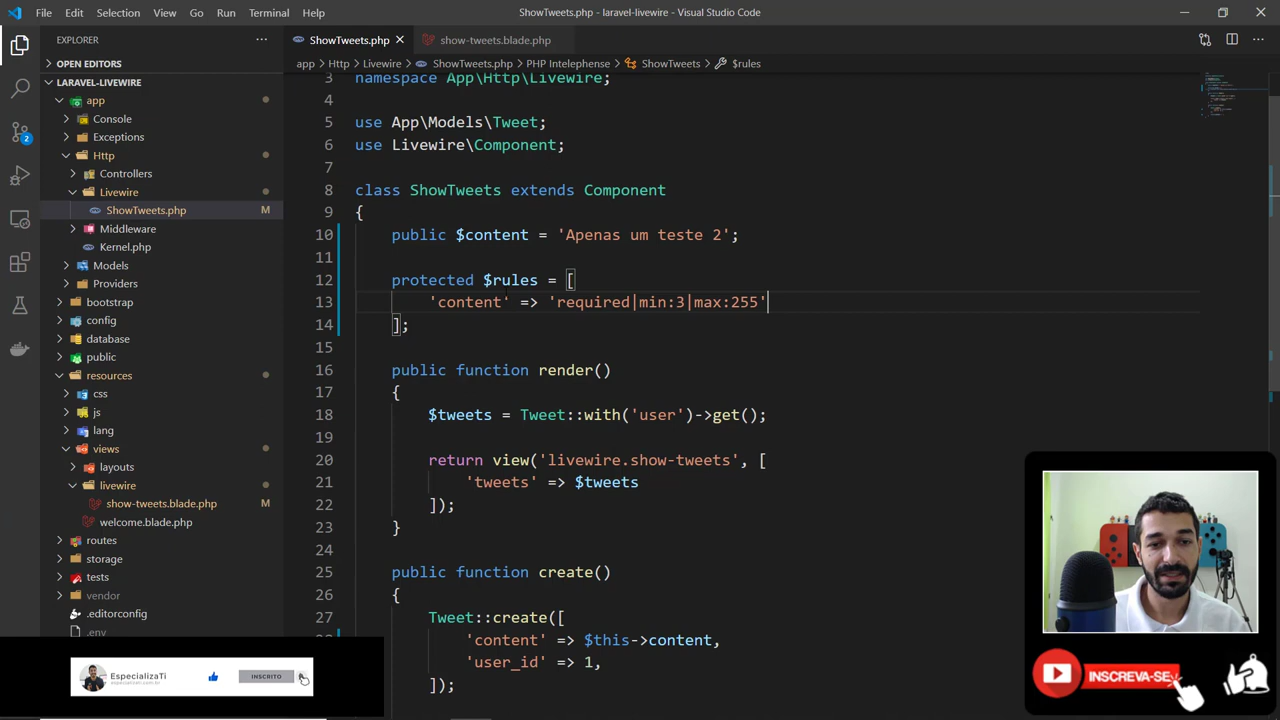 File Edit Selection View Go Run Terminal Help
ShowTweets.php - laravel-livewire - Visual Studio Code
EXPLORER
OPEN EDITORS
LARAVEL-LIVEWIRE
app
Console
Exceptions
Http
Controllers
Livewire
ShowTweets.php M
Middleware
Kernel.php
Models
Providers
bootstrap
config
database
public
resources
css
js
lang
views
layouts
livewire
show-tweets.blade.php M
welcome.blade.php
routes
storage
tests
vendor
.editorconfig
.env
2
ShowTweets.php
show-tweets.blade.php
app > Http > Livewire > ShowTweets.php > PHP Intelephense > ShowTweets > $rules
3 namespace App\Http\Livewire;
4
5 use App\Models\Tweet;
6 use Livewire\Component;
7
8 class ShowTweets extends Component
9 {
10 public $content = 'Apenas um teste 2';
11
12 protected $rules = [
13 'content' => 'required|min:3|max:255'
14 ];
15
16 public function render()
17 {
18 $tweets = Tweet::with('user')->get();
19
20 return view('livewire.show-tweets', [
21 'tweets' => $tweets
22 ]);
23 }
24
25 public function create()
26 {
27 Tweet::create([
'content' => $this->content,
'user_id' => 1,
]);
EspecializaTi
especializati.com.br
INSCRITO
INSCREVA-SE